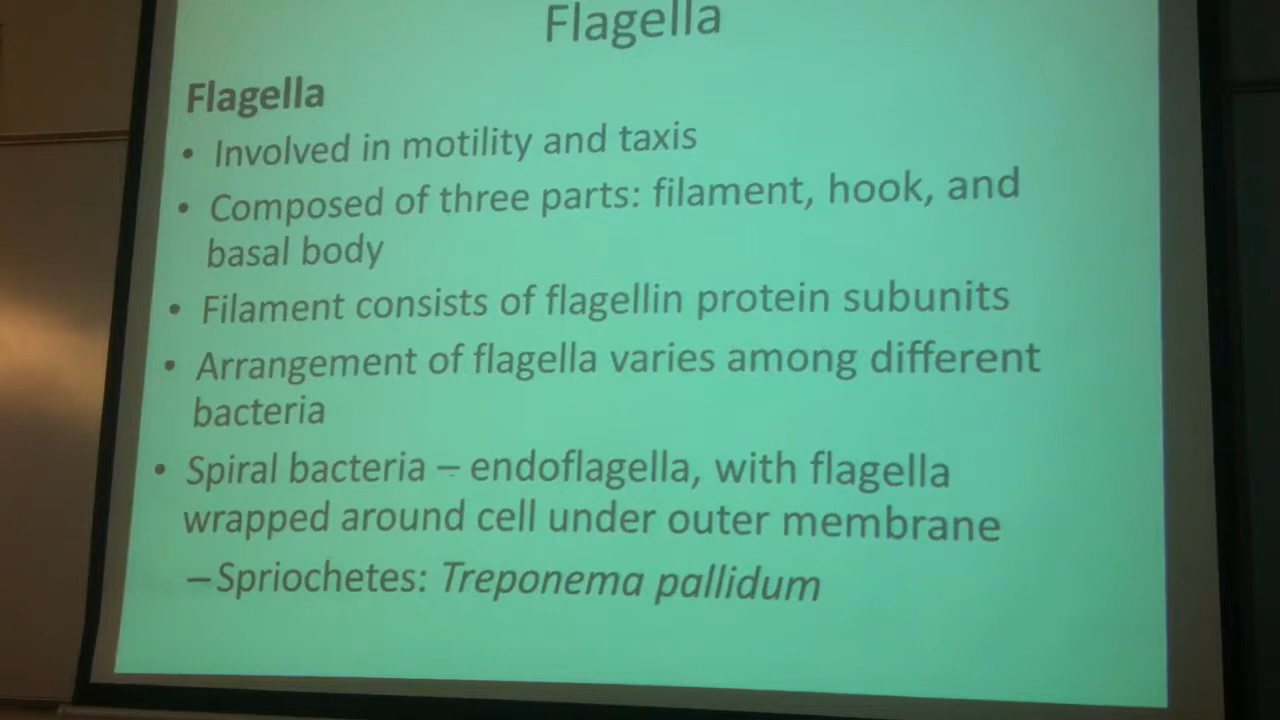 Flagella
Flagella
• Involved in motility and taxis
• Composed of three parts: filament, hook, and
basal body
• Filament consists of flagellin protein subunits
• Arrangement of flagella varies among different
bacteria
• Spiral bacteria – endoflagella, with flagella
wrapped around cell under outer membrane
– Spriochetes: Treponema pallidum